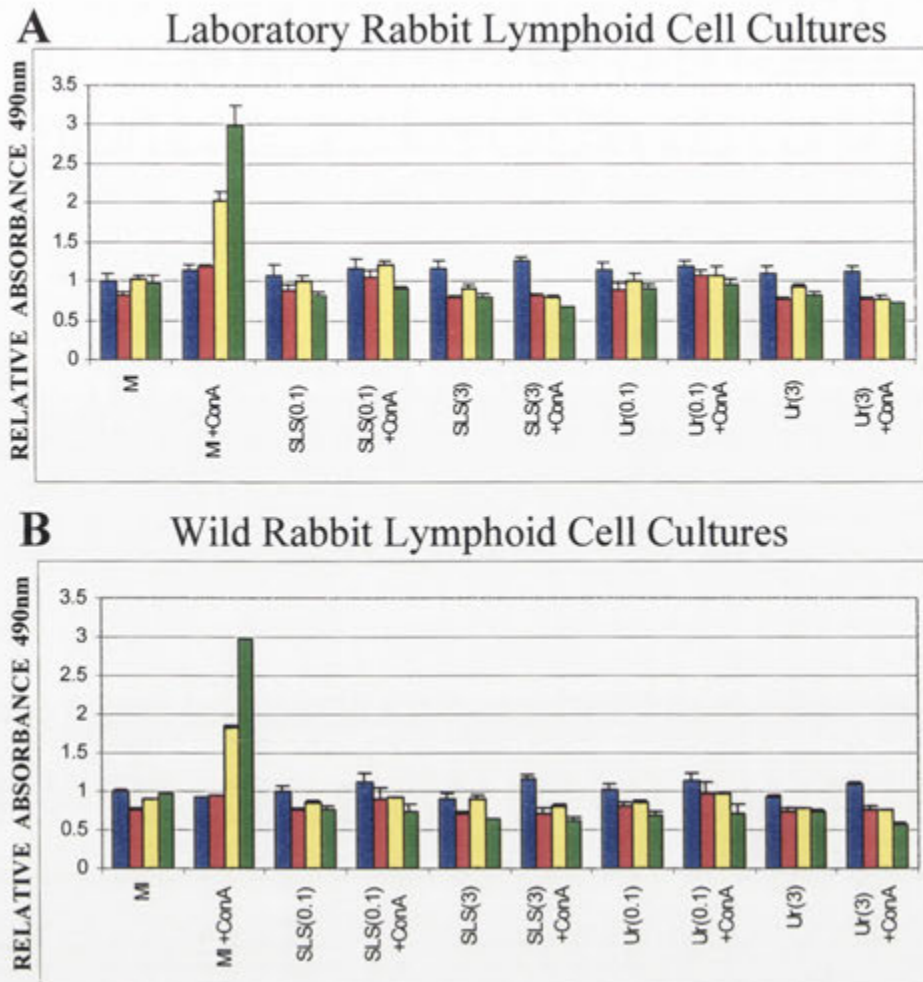 A
Laboratory Rabbit Lymphoid Cell Cultures
RELATIVE ABSORBANCE 490nm
3.5
3
2.5
2
1.5
1
0.5
0
MI
MI +ConA
SLS(0.1)
SLS(0.1)
+ConA
SLS(3)
SLS(3)
+ConA
Ur(0.1)
Ur(0.1)
+ConA
Ur(3)
Ur(3)
+ConA
B
Wild Rabbit Lymphoid Cell Cultures
RELATIVE ABSORBANCE 490nm
3.5
3
2.5
2
1.5
1
0.5
0
MI
MI +ConA
SLS(0.1)
SLS(0.1)
+ConA
SLS(3)
SLS(3)
+ConA
Ur(0.1)
Ur(0.1)
+ConA
Ur(3)
Ur(3)
+ConA